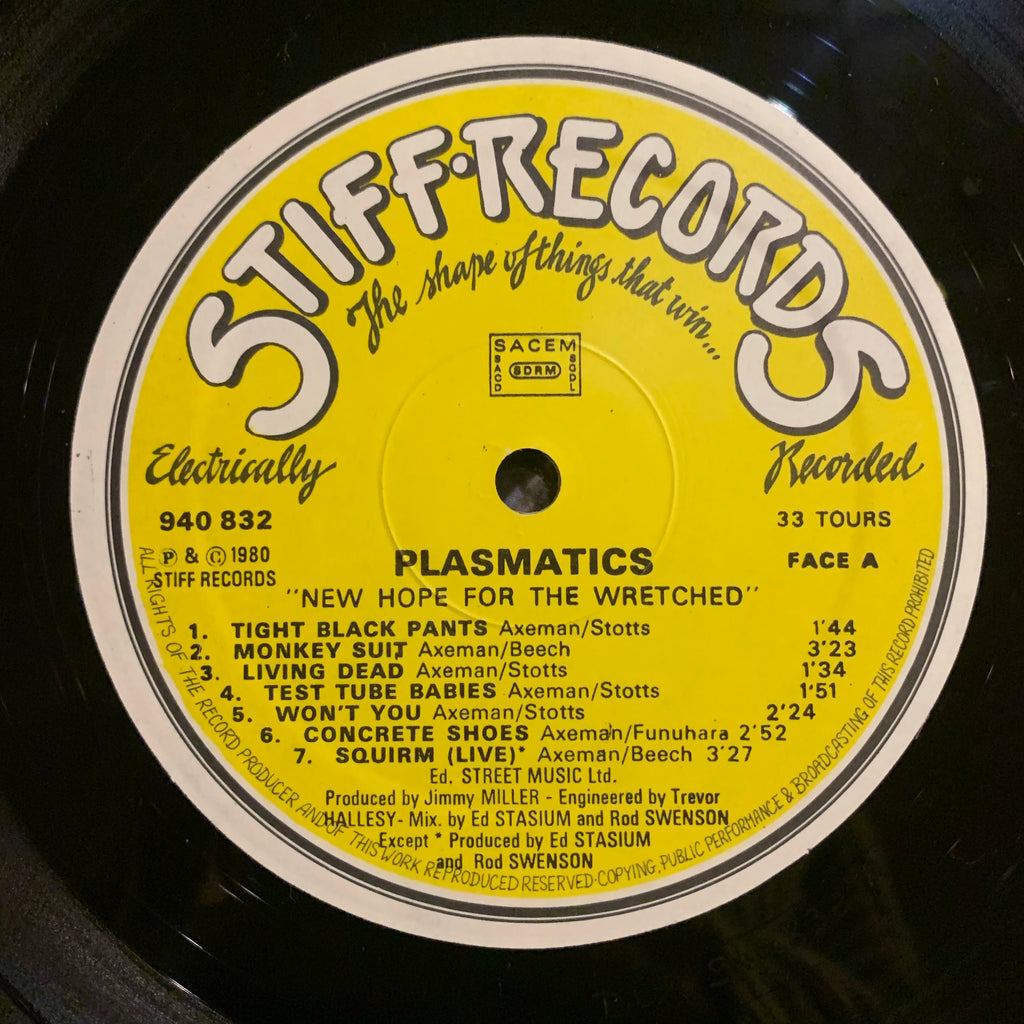 STIFF·RECORDS
The shape of things that win...
SACEM
SACD
SDRM
SGDL
Electrically
Recorded
940 832
33 TOURS
Ⓟ & © 1980
STIFF RECORDS
FACE A
PLASMATICS
"NEW HOPE FOR THE WRETCHED"
1. TIGHT BLACK PANTS Axeman/Stotts 1'44
2. MONKEY SUIT Axeman/Beech 3'23
3. LIVING DEAD Axeman/Stotts 1'34
4. TEST TUBE BABIES Axeman/Stotts 1'51
5. WON'T YOU Axeman/Stotts 2'24
6. CONCRETE SHOES Axeman/Funuhara 2'52
7. SQUIRM (LIVE)* Axeman/Beech 3'27
Ed. STREET MUSIC Ltd.
Produced by Jimmy MILLER - Engineered by Trevor
HALLESY- Mix. by Ed STASIUM and Rod SWENSON
Except * Produced by Ed STASIUM
and Rod SWENSON
ALL RIGHTS OF THE RECORD PRODUCER AND OF THIS WORK REPRODUCED RESERVED·COPYING, PUBLIC PERFORMANCE & BROADCASTING OF THIS RECORD PROHIBITED